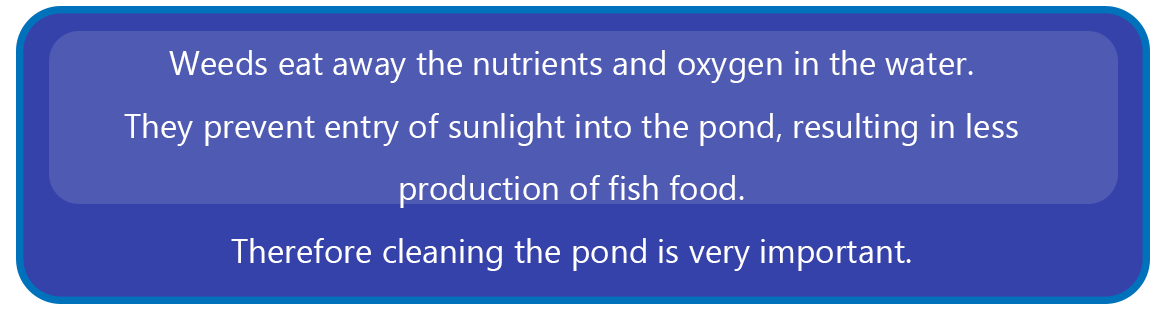 Weeds eat away the nutrients and oxygen in the water.
They prevent entry of sunlight into the pond, resulting in less
production of fish food.
Therefore cleaning the pond is very important.